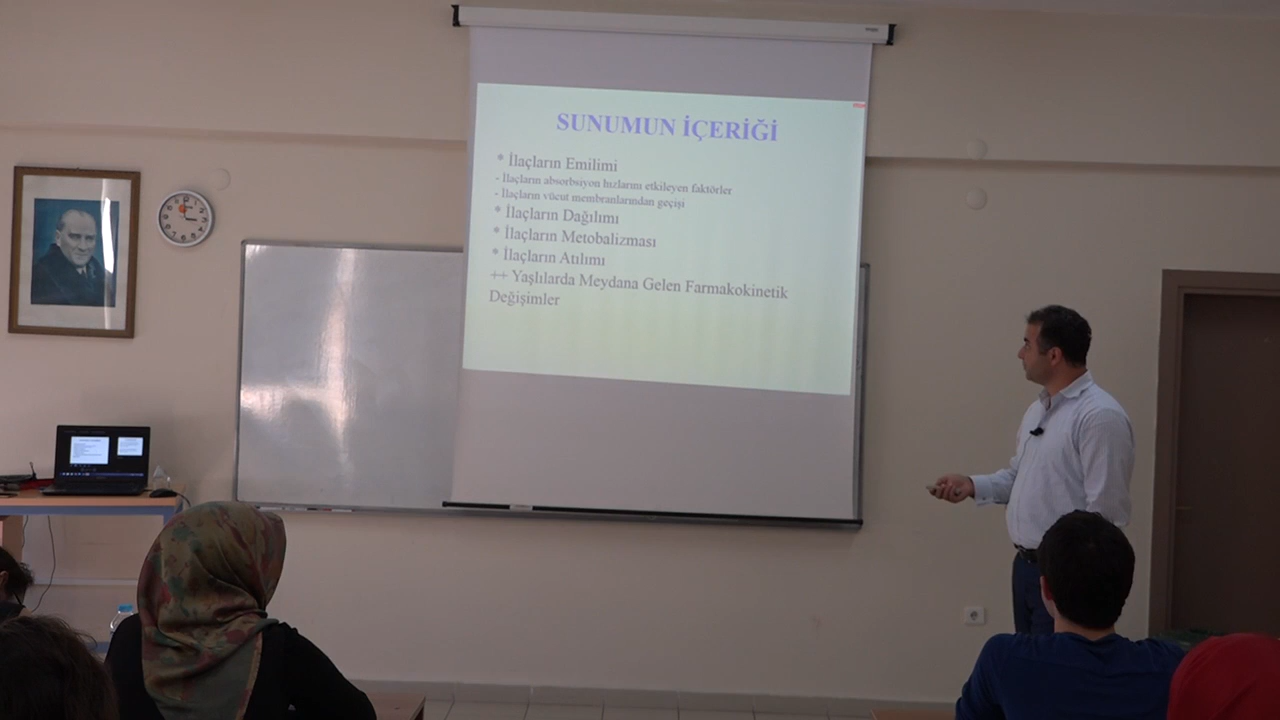 SUNUMUN İÇERİĞİ
* İlaçların Emilimi
- İlaçların absorbsiyon hızlarını etkileyen faktörler
- İlaçların vücut membranlarından geçişi
* İlaçların Dağılımı
* İlaçların Metobalizması
* İlaçların Atılımı
++ Yaşlılarda Meydana Gelen Farmakokinetik
Değişimler